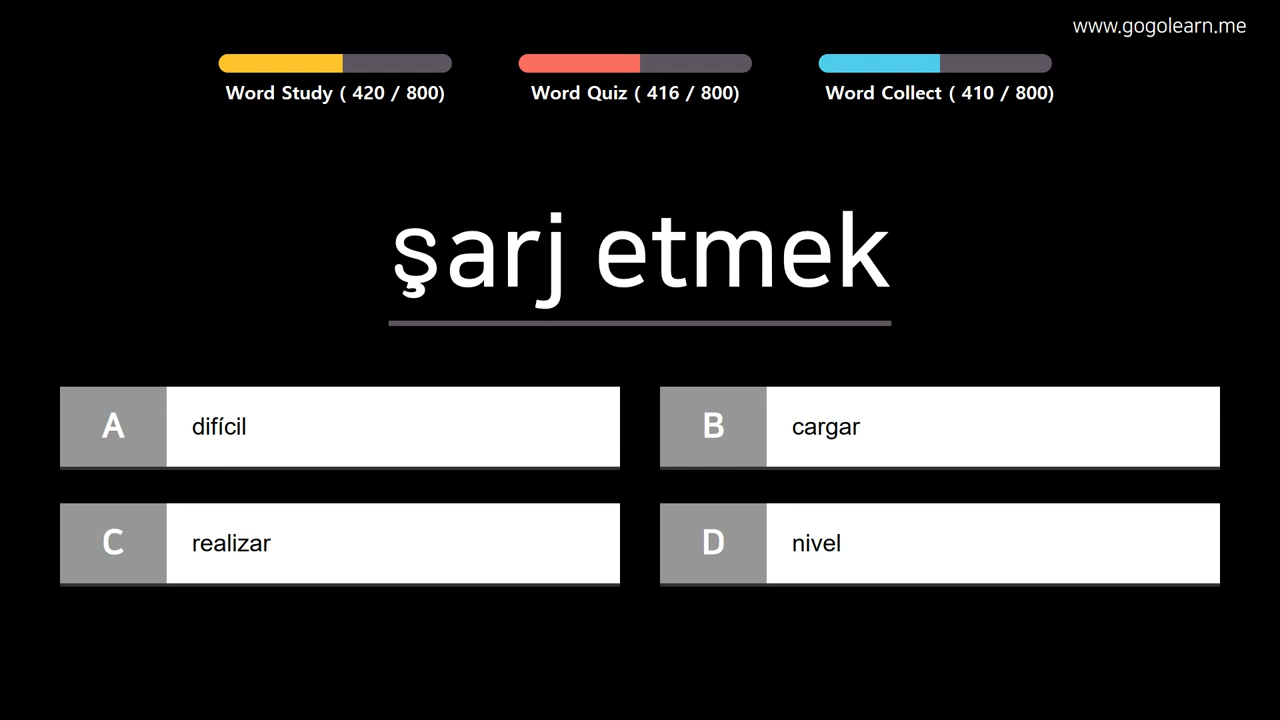 www.gogolearn.me
Word Study ( 420 / 800)
Word Quiz ( 416 / 800)
Word Collect ( 410 / 800)
şarj etmek
A difícil
B cargar
C realizar
D nivel